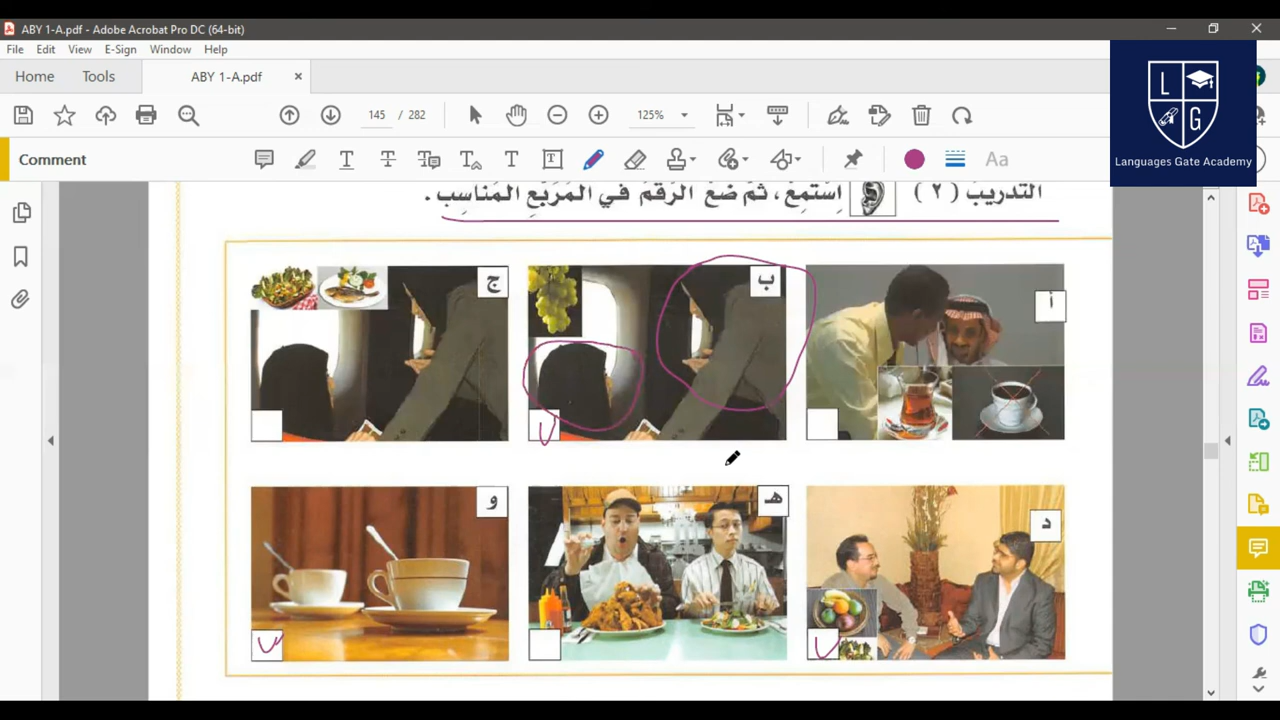 ABY 1-A.pdf - Adobe Acrobat Pro DC (64-bit)
File Edit View E-Sign Window Help
Home Tools ABY 1-A.pdf ×
145 / 282 125%
Comment
Aa
L G
Languages Gate Academy
التدريب (٢) اِسْتَمِعْ، ثُمَّ ضَعِ الرَّقْمَ في المُرَبَّعِ المُنَاسِبِ .
أ ب ج
د هـ و